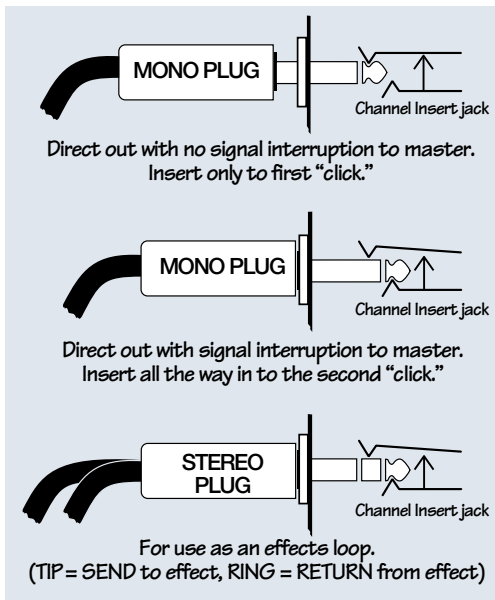 MONO PLUG
Channel Insert jack
Direct out with no signal interruption to master.
Insert only to first “click.”
MONO PLUG
Channel Insert jack
Direct out with signal interruption to master.
Insert all the way in to the second “click.”
STEREO
PLUG
Channel Insert jack
For use as an effects loop.
(TIP = SEND to effect, RING = RETURN from effect)